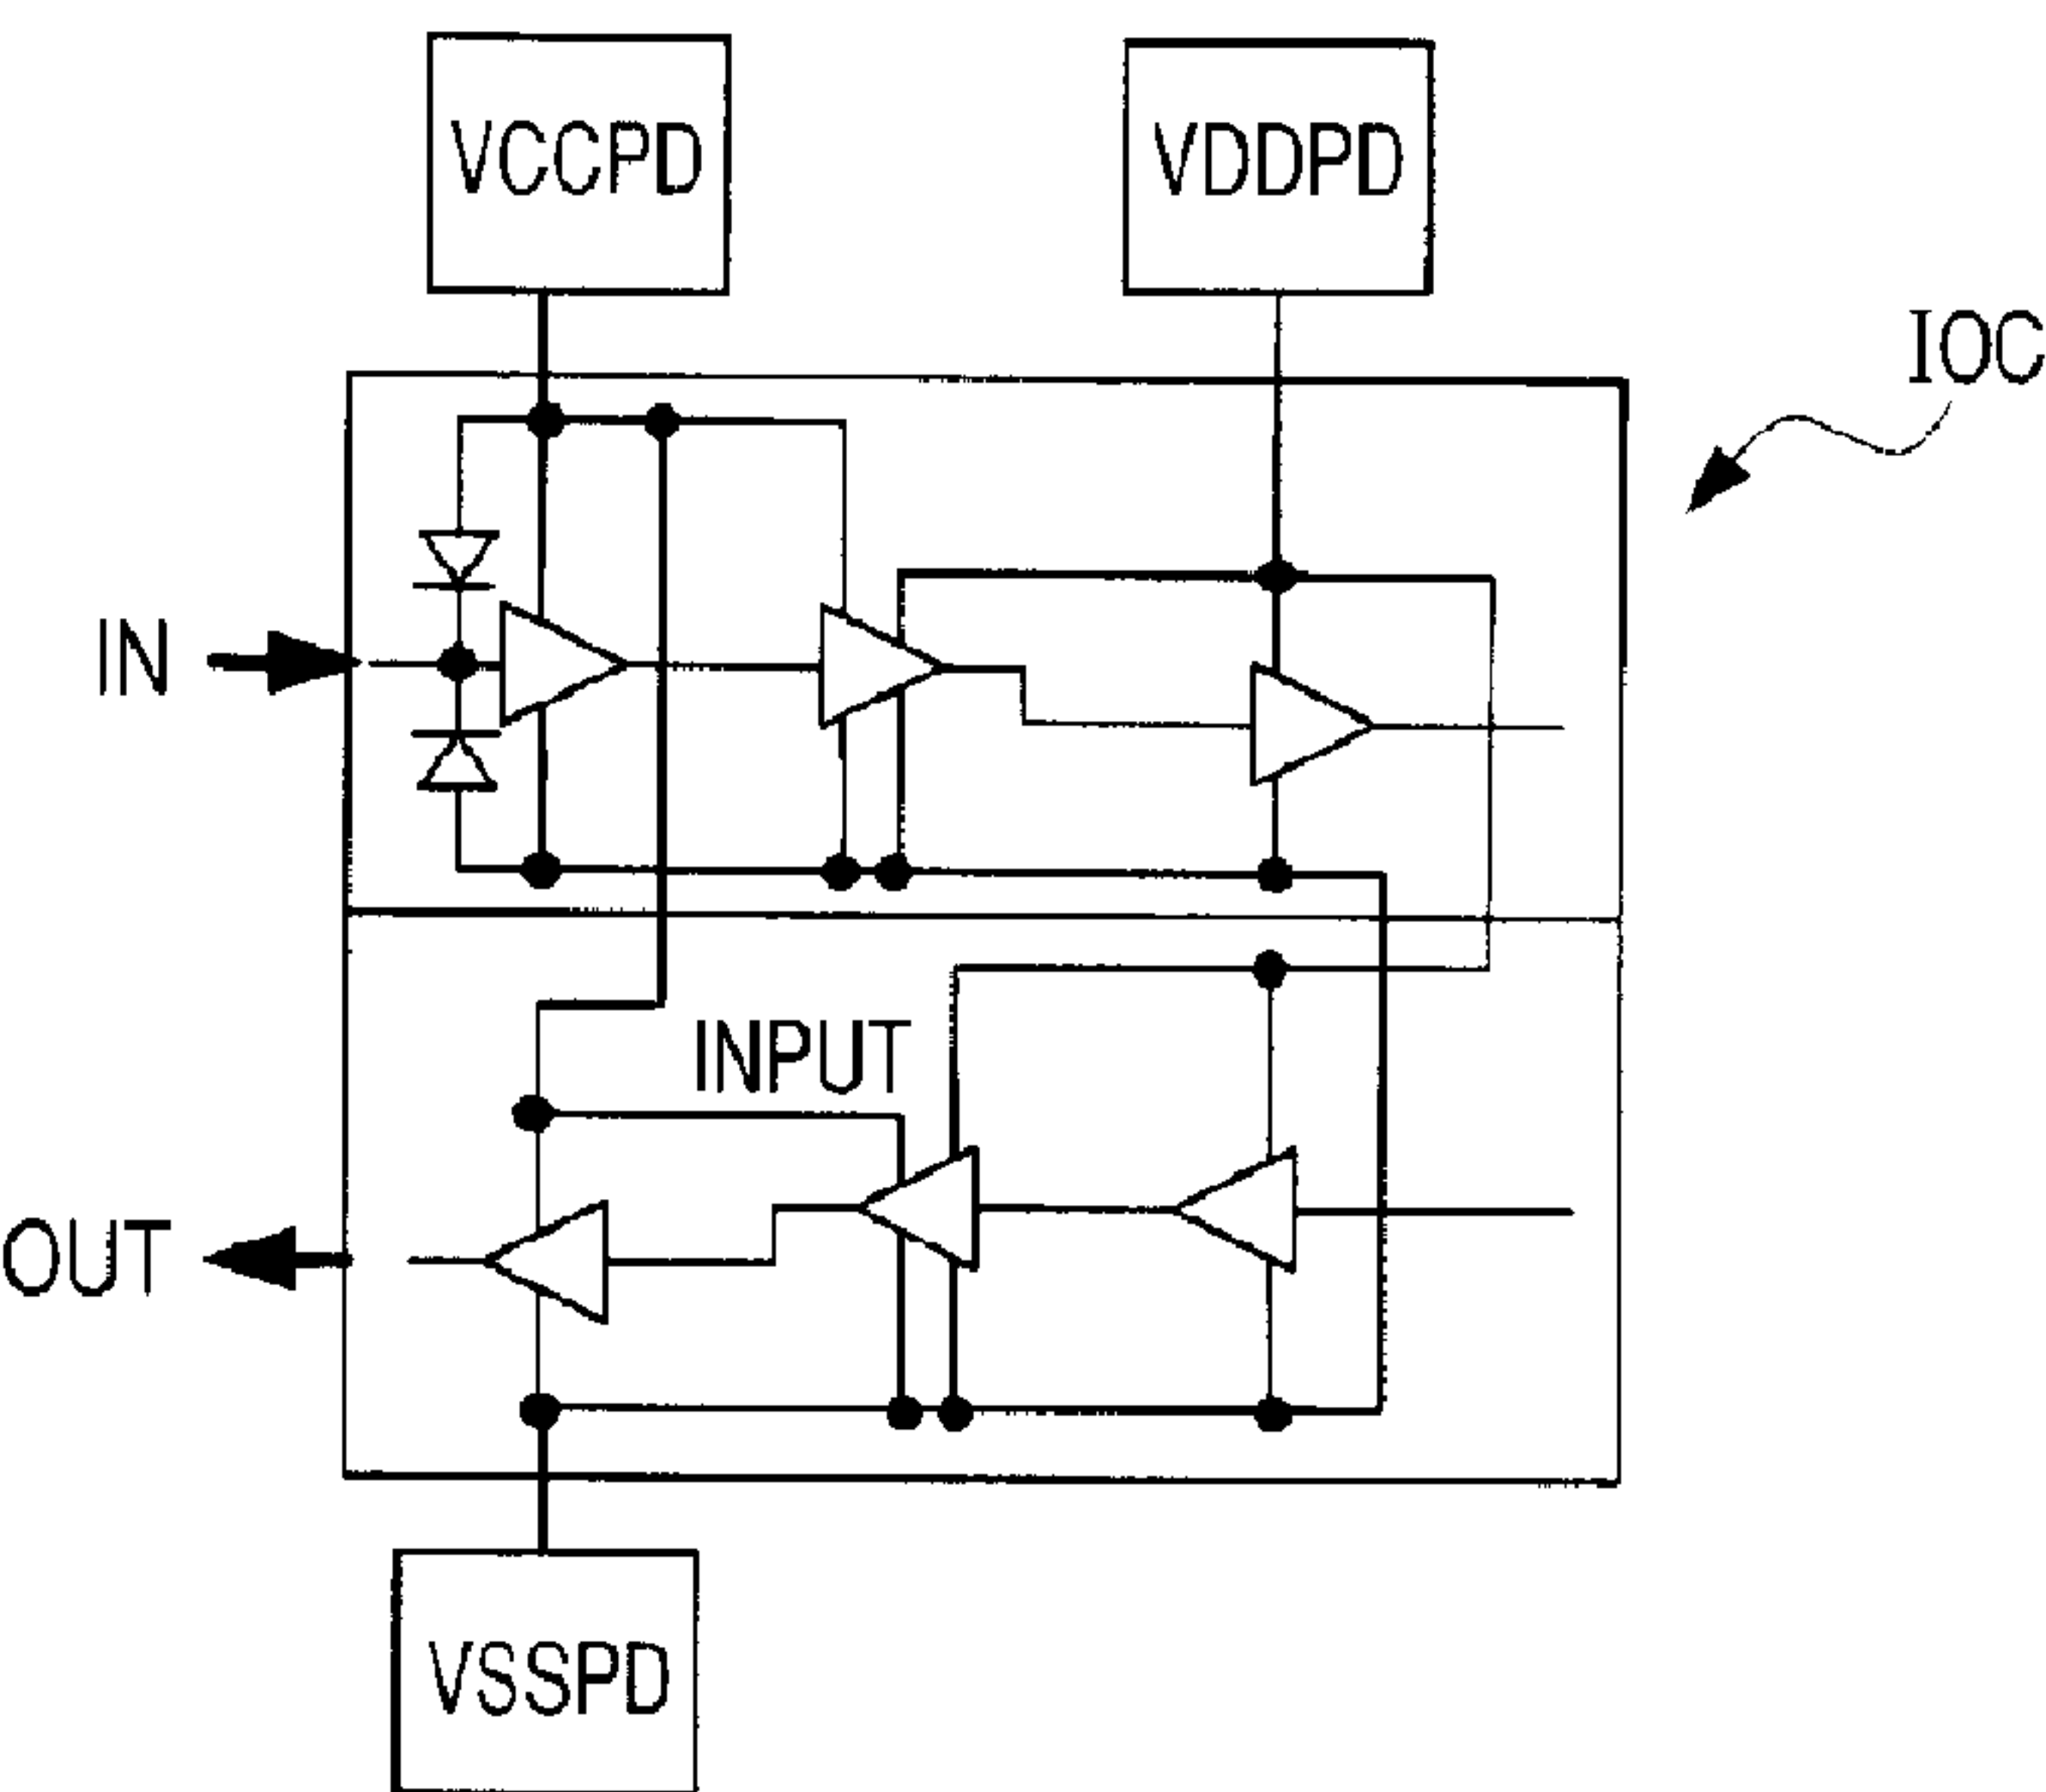 VCCPD
VDDPD
IOC
IN
INPUT
OUT
VSSPD